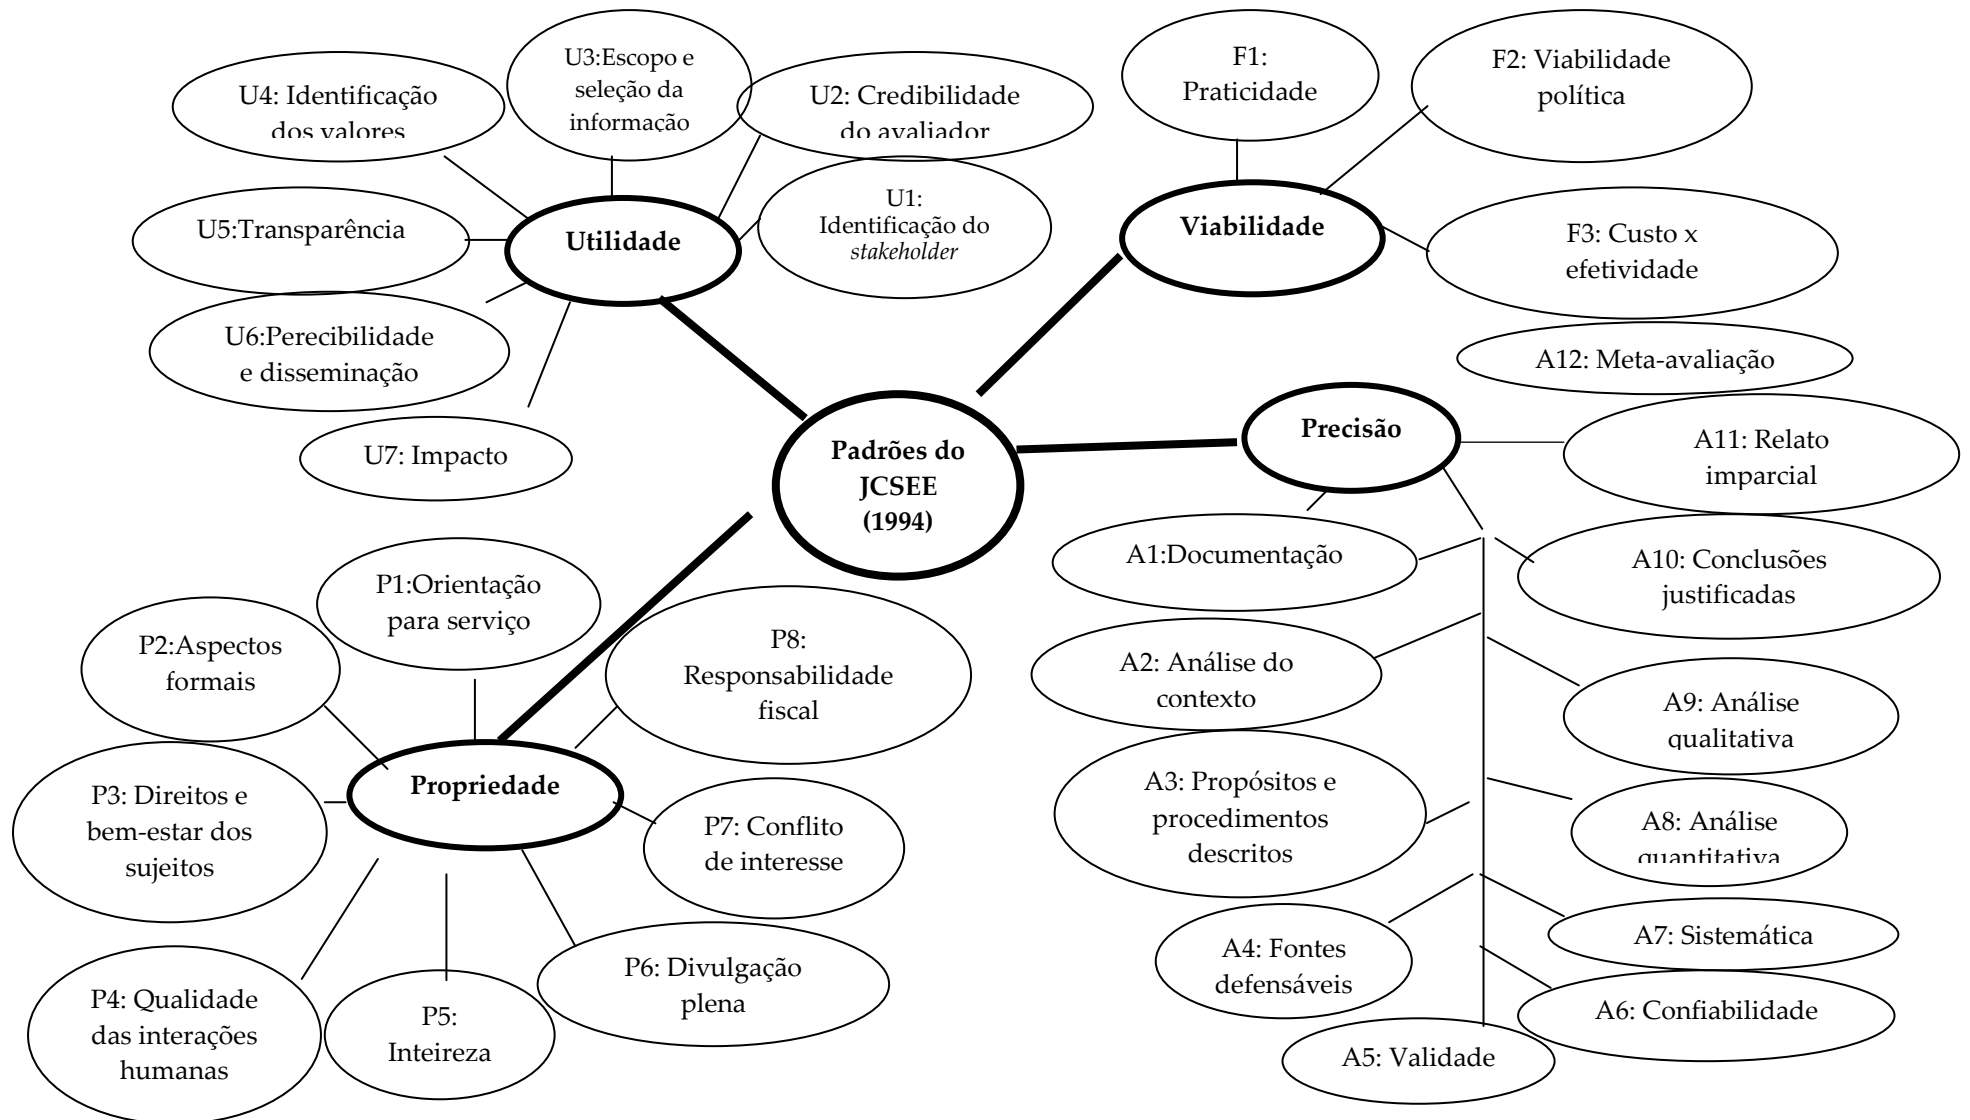 U3:Escopo e
seleção da
informação
U4: Identificação
dos valores
U2: Credibilidade
do avaliador
U1:
Identificação do
stakeholder
U5:Transparência
Utilidade
U6:Perecibilidade
e disseminação
U7: Impacto
F1:
Praticidade
F2: Viabilidade
política
Viabilidade
F3: Custo x
efetividade
Padrões do
JCSEE
(1994)
Precisão
A12: Meta-avaliação
A11: Relato
imparcial
A1:Documentação
A10: Conclusões
justificadas
A2: Análise do
contexto
A9: Análise
qualitativa
A3: Propósitos e
procedimentos
descritos
A8: Análise
quantitativa
A4: Fontes
defensáveis
A7: Sistemática
A6: Confiabilidade
A5: Validade
P1:Orientação
para serviço
P2:Aspectos
formais
P8:
Responsabilidade
fiscal
Propriedade
P3: Direitos e
bem-estar dos
sujeitos
P7: Conflito
de interesse
P4: Qualidade
das interações
humanas
P5:
Inteireza
P6: Divulgação
plena